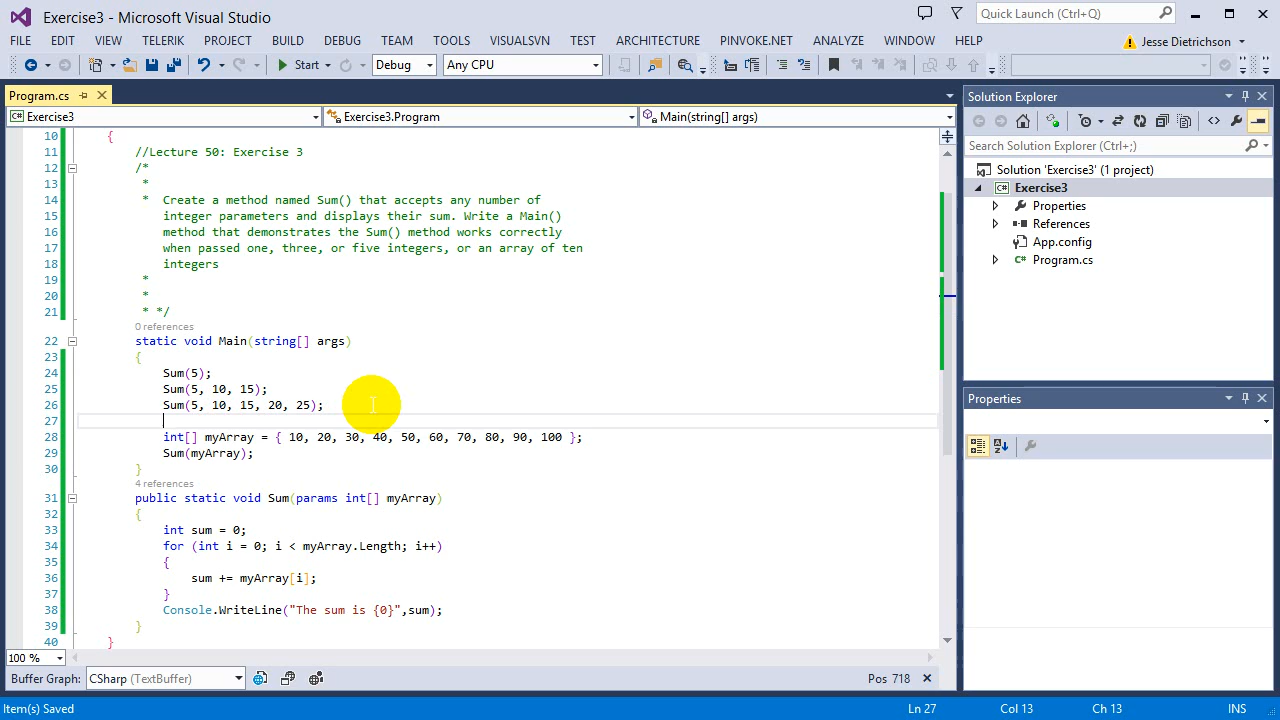 Exercise3 - Microsoft Visual Studio
Quick Launch (Ctrl+Q)
FILE EDIT VIEW TELERIK PROJECT BUILD DEBUG TEAM TOOLS VISUALSVN TEST ARCHITECTURE PINVOKE.NET ANALYZE WINDOW HELP
Jesse Dietrichson
Start Debug Any CPU
Program.cs
Exercise3 Exercise3.Program Main(string[] args)
10 {
11 //Lecture 50: Exercise 3
12 /*
13 *
14 * Create a method named Sum() that accepts any number of
15 integer parameters and displays their sum. Write a Main()
16 method that demonstrates the Sum() method works correctly
17 when passed one, three, or five integers, or an array of ten
18 integers
19 *
20 *
21 * */
0 references
22 static void Main(string[] args)
23 {
24 Sum(5);
25 Sum(5, 10, 15);
26 Sum(5, 10, 15, 20, 25);
27
28 int[] myArray = { 10, 20, 30, 40, 50, 60, 70, 80, 90, 100 };
29 Sum(myArray);
30 }
4 references
31 public static void Sum(params int[] myArray)
32 {
33 int sum = 0;
34 for (int i = 0; i < myArray.Length; i++)
35 {
36 sum += myArray[i];
37 }
38 Console.WriteLine("The sum is {0}",sum);
39 }
40 }
100 %
Buffer Graph: CSharp (TextBuffer) Pos 718
Solution Explorer
Search Solution Explorer (Ctrl+;)
Solution 'Exercise3' (1 project)
Exercise3
Properties
References
App.config
Program.cs
Properties
Item(s) Saved Ln 27 Col 13 Ch 13 INS